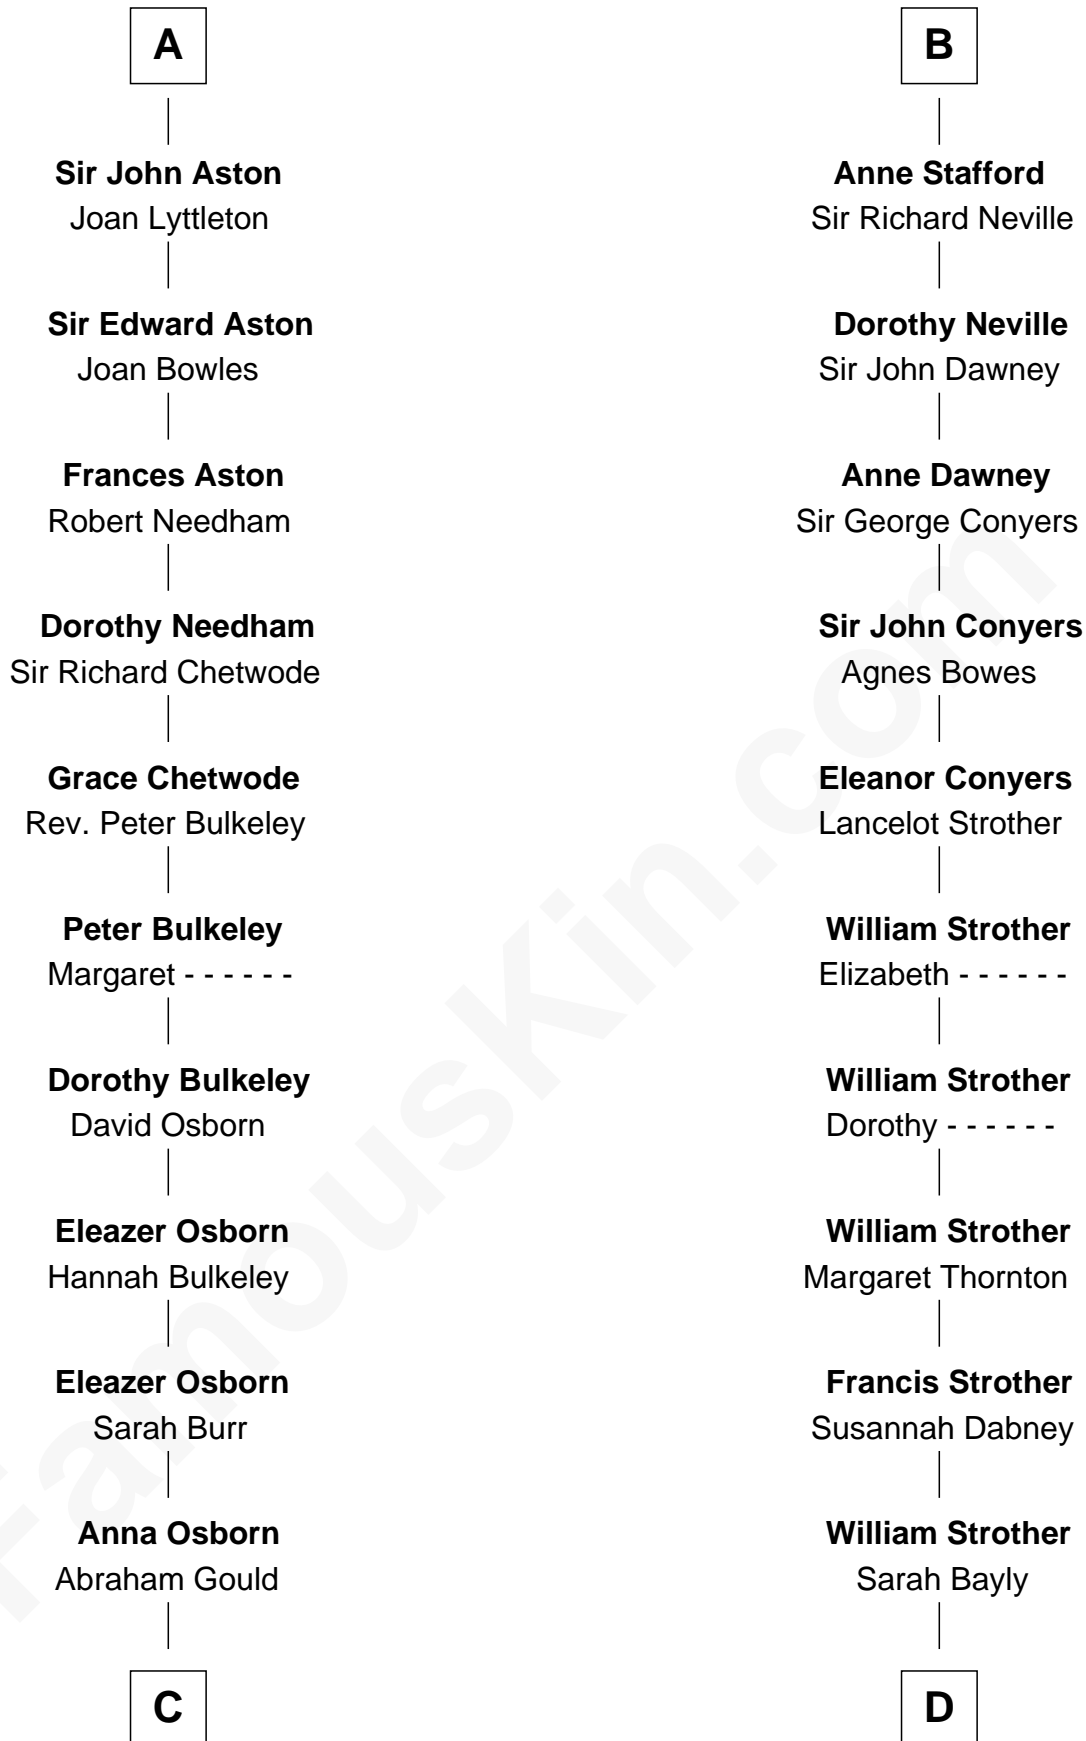 A
Sir John Aston
Joan Lyttleton
Sir Edward Aston
Joan Bowles
Frances Aston
Robert Needham
Dorothy Needham
Sir Richard Chetwode
Grace Chetwode
Rev. Peter Bulkeley
Peter Bulkeley
Margaret - - - - - -
Dorothy Bulkeley
David Osborn
Eleazer Osborn
Hannah Bulkeley
Eleazer Osborn
Sarah Burr
Anna Osborn
Abraham Gould
C
B
Anne Stafford
Sir Richard Neville
Dorothy Neville
Sir John Dawney
Anne Dawney
Sir George Conyers
Sir John Conyers
Agnes Bowes
Eleanor Conyers
Lancelot Strother
William Strother
Elizabeth - - - - - -
William Strother
Dorothy - - - - - -
William Strother
Margaret Thornton
Francis Strother
Susannah Dabney
William Strother
Sarah Bayly
D
FamousKin.com